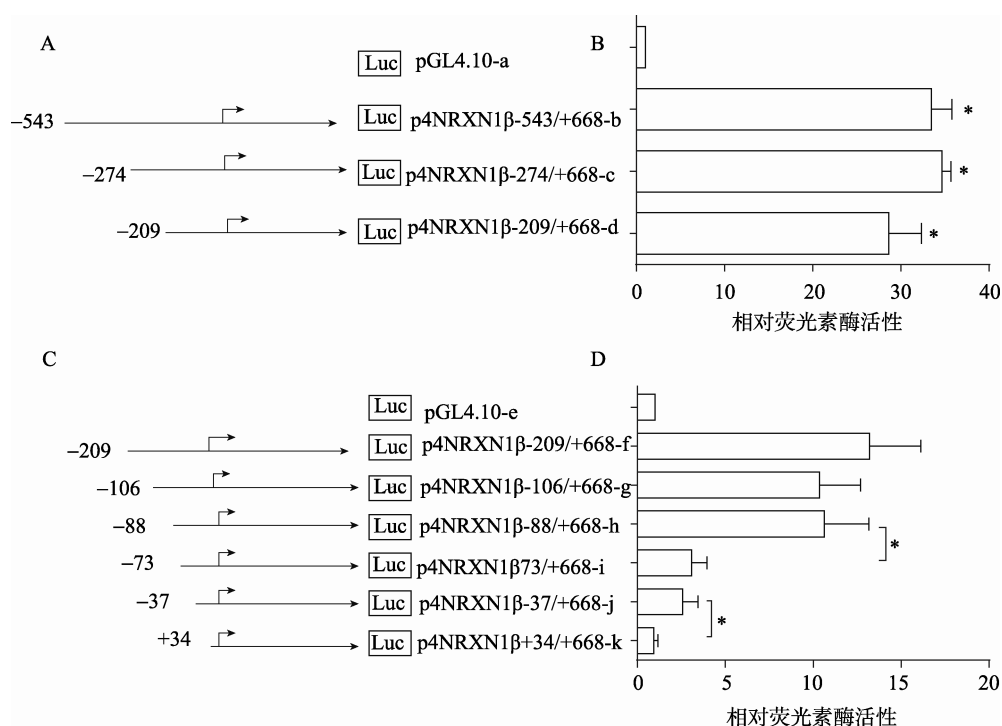 A
B
Luc pGL4.10-a
−543 Luc p4NRXN1β-543/+668-b *
−274 Luc p4NRXN1β-274/+668-c *
−209 Luc p4NRXN1β-209/+668-d *
0 10 20 30 40
相对荧光素酶活性
C
D
Luc pGL4.10-e
−209 Luc p4NRXN1β-209/+668-f
−106 Luc p4NRXN1β-106/+668-g
−88 Luc p4NRXN1β-88/+668-h
*
−73 Luc p4NRXN1β73/+668-i
−37 Luc p4NRXN1β-37/+668-j
*
+34 Luc p4NRXN1β+34/+668-k
0 5 10 15 20
相对荧光素酶活性